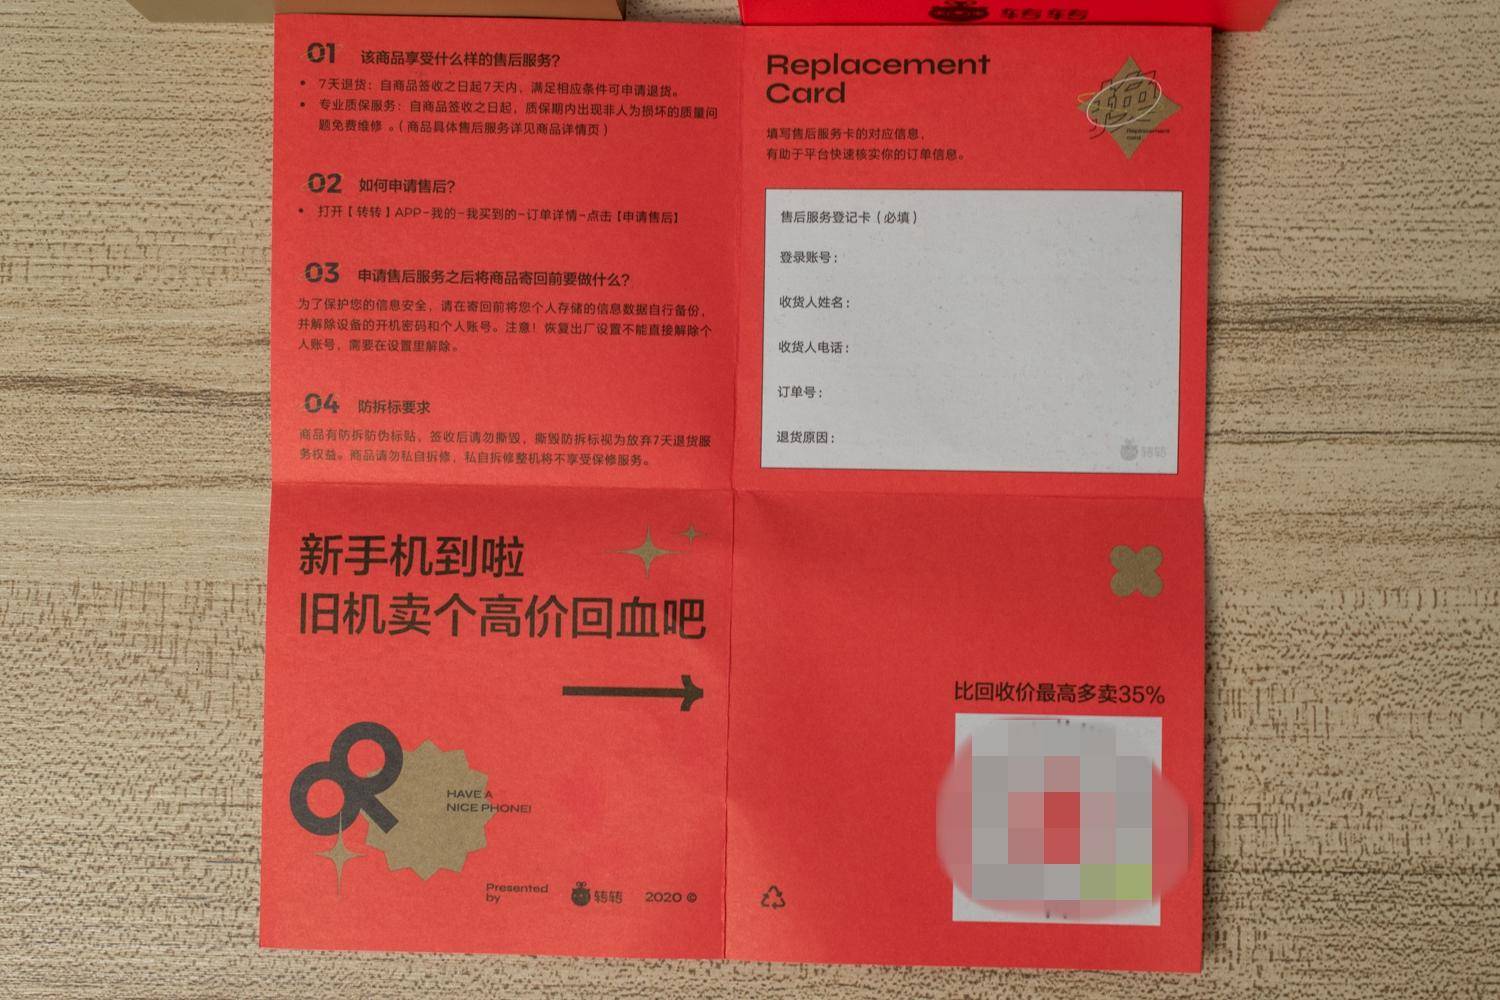 转转 转转
01 该商品享受什么样的售后服务?
• 7天退货：自商品签收之日起7天内，满足相应条件可申请退货。
• 专业质保服务：自商品签收之日起，质保期内出现非人为损坏的质量问
题免费维修 。( 商品具体售后服务详见商品详情页 )
02 如何申请售后?
• 打开【 转转 】APP-我的-我买到的-订单详情-点击【申请售后】
03 申请售后服务之后将商品寄回前要做什么?
为了保护您的信息安全，请在寄回前将您个人存储的信息数据自行备份，
并解除设备的开机密码和个人账号。注意！恢复出厂设置不能直接解除个
人账号，需要在设置里解除。
04 防拆标要求
商品有防拆防伪标贴，签收后请勿撕毁，撕毁防拆标视为放弃7天退货服
务权益。商品请勿私自拆修，私自拆修整机将不享受保修服务。
Replacement
Card
Replacement
card
填写售后服务卡的对应信息，
有助于平台快速核实你的订单信息。
售后服务登记卡 ( 必填 )
登录账号：
收货人姓名：
收货人电话：
订单号：
退货原因：
转转
新手机到啦
旧机卖个高价回血吧
HAVE A
NICE PHONE!
Presented
by
转转
2020 ©
比回收价最高多卖35%